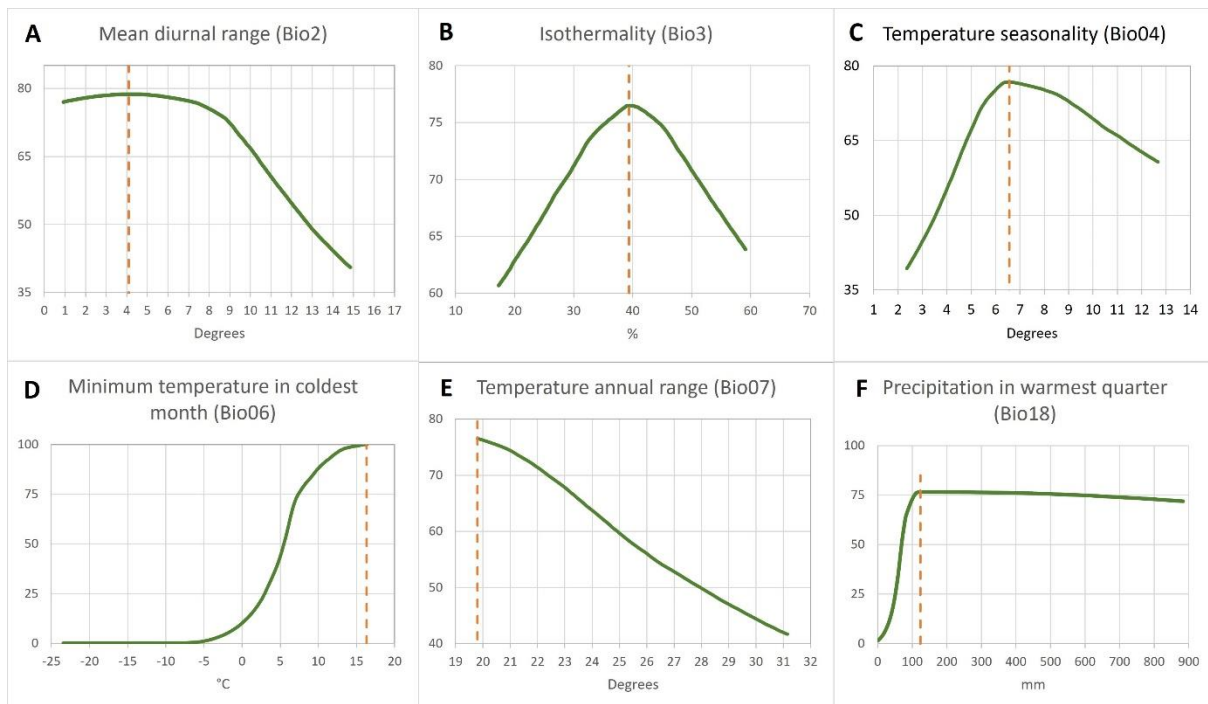 A Mean diurnal range (Bio2)
80
65
50
35
0 1 2 3 4 5 6 7 8 9 10 11 12 13 14 15 16 17
Degrees
B Isothermality (Bio3)
80
75
70
65
60
10 20 30 40 50 60 70
%
C Temperature seasonality (Bio04)
80
65
50
35
1 2 3 4 5 6 7 8 9 10 11 12 13 14
Degrees
D Minimum temperature in coldest
month (Bio06)
100
75
50
25
0
-25 -20 -15 -10 -5 0 5 10 15 20
°C
E Temperature annual range (Bio07)
80
70
60
50
40
19 20 21 22 23 24 25 26 27 28 29 30 31 32
Degrees
F Precipitation in warmest quarter
(Bio18)
100
75
50
25
0
0 100 200 300 400 500 600 700 800 900
mm